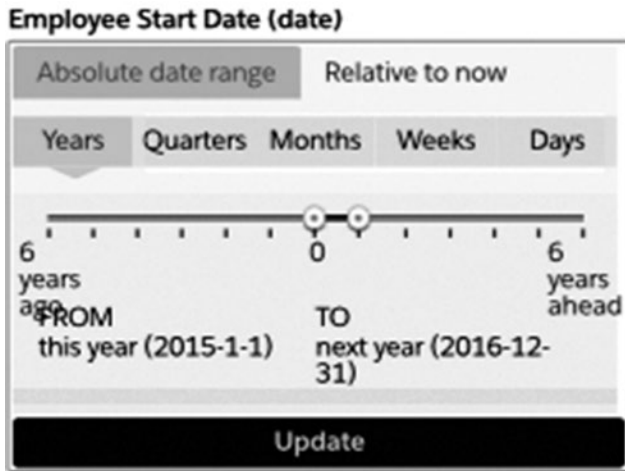 Employee Start Date (date)
Absolute date range Relative to now
Years Quarters Months Weeks Days
6 0 6
years years
ago ahead
FROM TO
this year (2015-1-1) next year (2016-12-
31)
Update